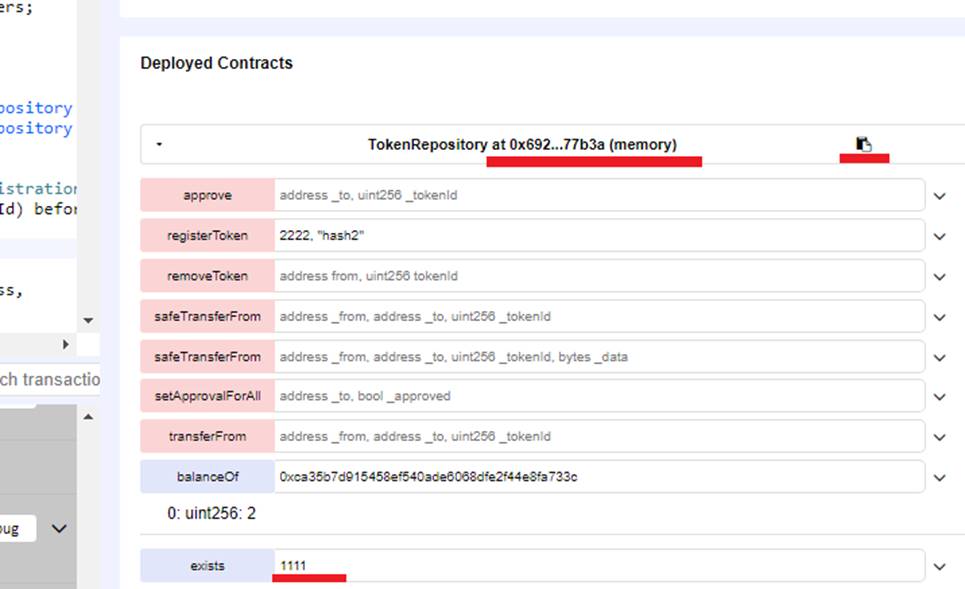 ers;
Deployed Contracts
pository
pository
TokenRepository at 0x692...77b3a (memory)
istration
Id) befor
approve address _to, uint256 _tokenId
registerToken 2222, "hash2"
removeToken address from, uint256 tokenId
ss,
safeTransferFrom address _from, address _to, uint256 _tokenId
safeTransferFrom address _from, address _to, uint256 _tokenId, bytes _data
ch transactio
setApprovalForAll address _to, bool _approved
transferFrom address _from, address _to, uint256 _tokenId
balanceOf 0xca35b7d915458ef540ade6068dfe2f44e8fa733c
0: uint256: 2
bug
exists 1111